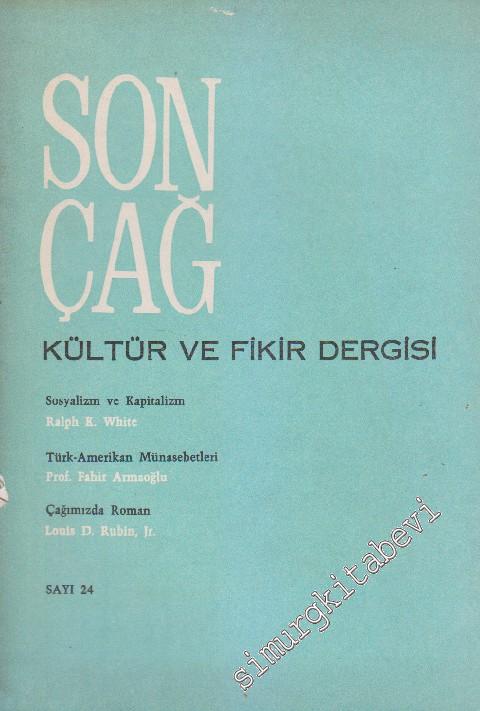 SON
ÇAĞ
KÜLTÜR VE FİKİR DERGİSİ
Sosyalizm ve Kapitalizm
Ralph K. White
Türk-Amerikan Münasebetleri
Prof. Fahir Armaoğlu
Çağımızda Roman
Louis D. Rubin, Jr.
SAYI 24
simurgkitabevi